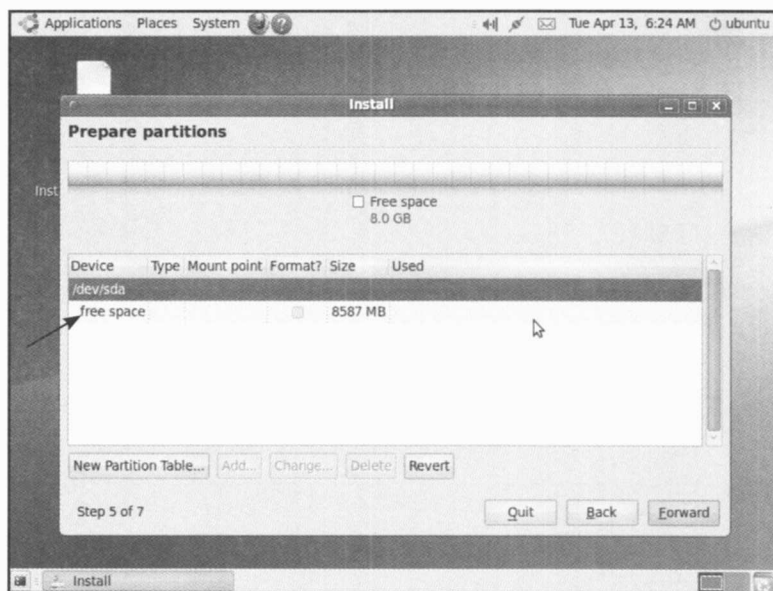 Applications Places System
Tue Apr 13, 6:24 AM ubuntu
Install
Prepare partitions
Inst
Free space
8.0 GB
Device Type Mount point Format? Size Used
/dev/sda
free space 8587 MB
New Partition Table... Add... Change... Delete Revert
Step 5 of 7
Quit Back Forward
Install